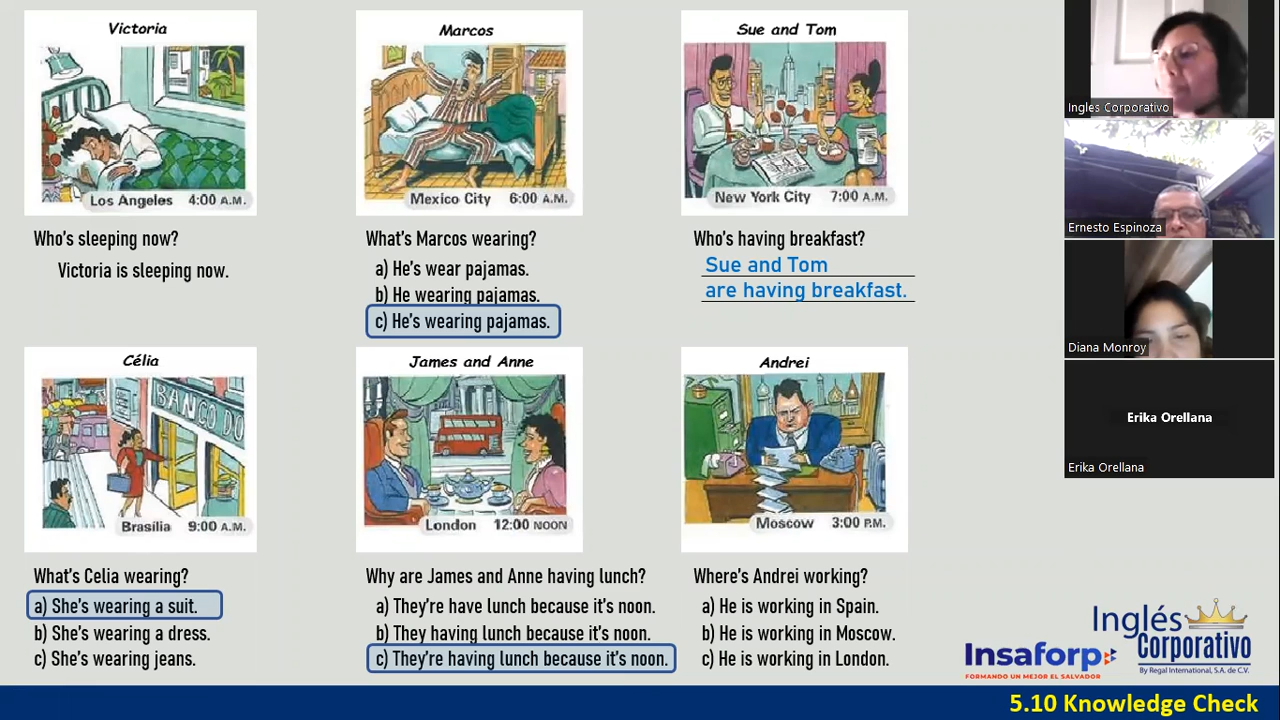 Victoria
Los Angeles 4:00 A.M.
Who's sleeping now?
Victoria is sleeping now.
Marcos
Mexico City 6:00 A.M.
What's Marcos wearing?
a) He's wear pajamas.
b) He wearing pajamas.
c) He's wearing pajamas.
Sue and Tom
New York City 7:00 A.M.
Who's having breakfast?
Sue and Tom
are having breakfast.
Célia
BANCO DO
Brasília 9:00 A.M.
What's Celia wearing?
a) She's wearing a suit.
b) She's wearing a dress.
c) She's wearing jeans.
James and Anne
London 12:00 NOON
Why are James and Anne having lunch?
a) They're have lunch because it's noon.
b) They having lunch because it's noon.
c) They're having lunch because it's noon.
Andrei
Moscow 3:00 P.M.
Where's Andrei working?
a) He is working in Spain.
b) He is working in Moscow.
c) He is working in London.
Ingles Corporativo
Ernesto Espinoza
Diana Monroy
Erika Orellana
Erika Orellana
Insaforp
FORMANDO UN MEJOR EL SALVADOR
Inglés
Corporativo
By Regal International, S.A. de C.V.
5.10 Knowledge Check